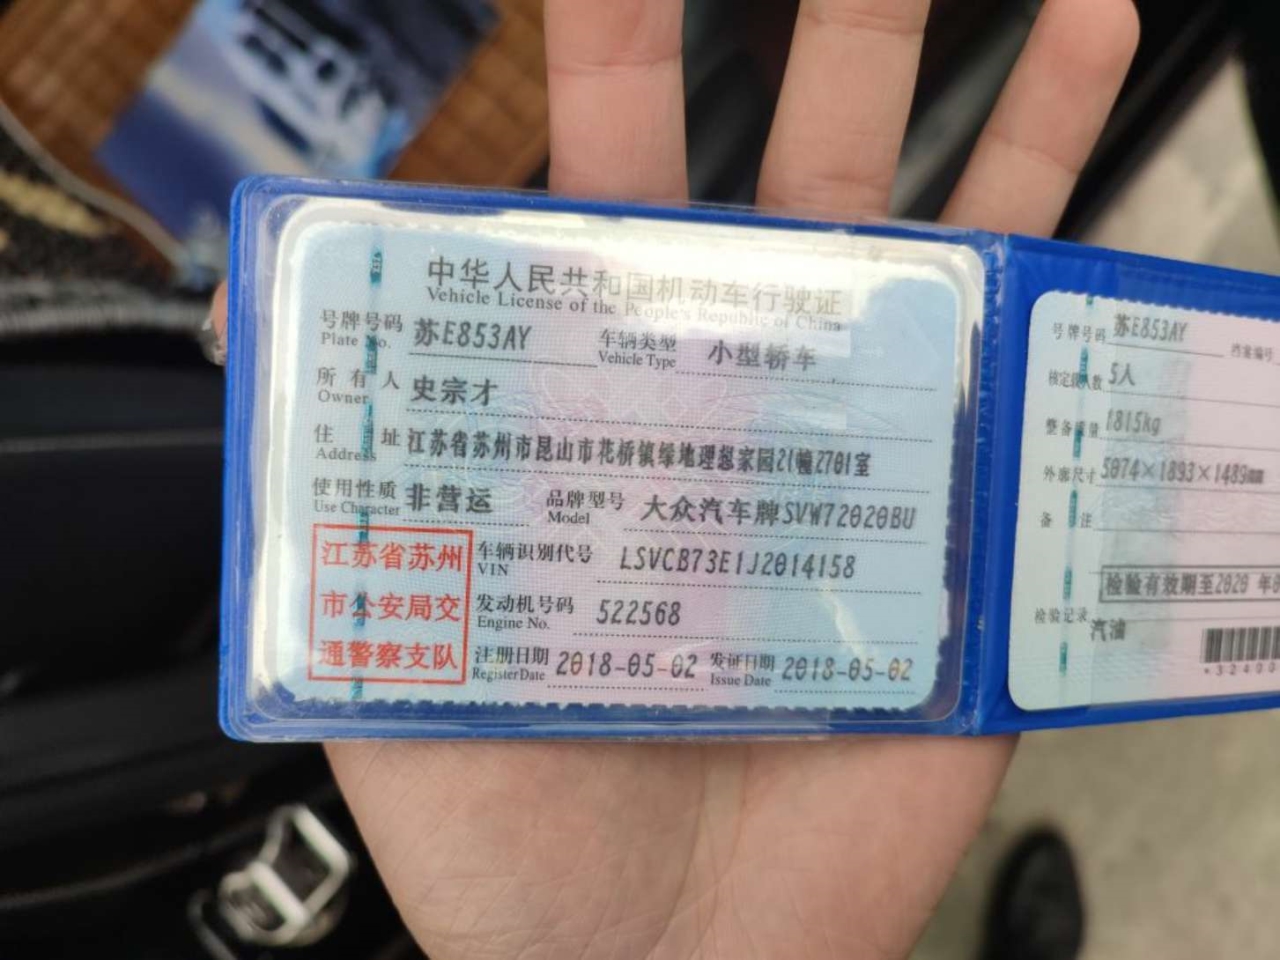 中华人民共和国机动车行驶证
Vehicle License of the People's Republic of China
号牌号码 苏E853AY 车辆类型 小型轿车
Plate No. Vehicle Type
所有人 史宗才
Owner
住址 江苏省苏州市昆山市花桥镇绿地理想家园21幢2701室
Address
使用性质 非营运 品牌型号 大众汽车牌SVW72020BU
Use Character Model
江苏省苏州
市公安局交
通警察支队
车辆识别代号 LSVCB73E1J2014158
VIN
发动机号码 522568
Engine No.
注册日期 2018-05-02 发证日期 2018-05-02
Register Date Issue Date
号牌号码 苏E853AY 档案编号
核定载人数 5人
整备质量 1815kg
外廓尺寸 5074×1893×1489mm
备注
检验有效期至2020 年
检验记录
汽油